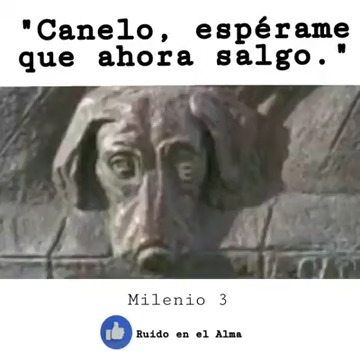 "Canelo, espérame
que ahora salgo."
Milenio 3
Ruido en el Alma